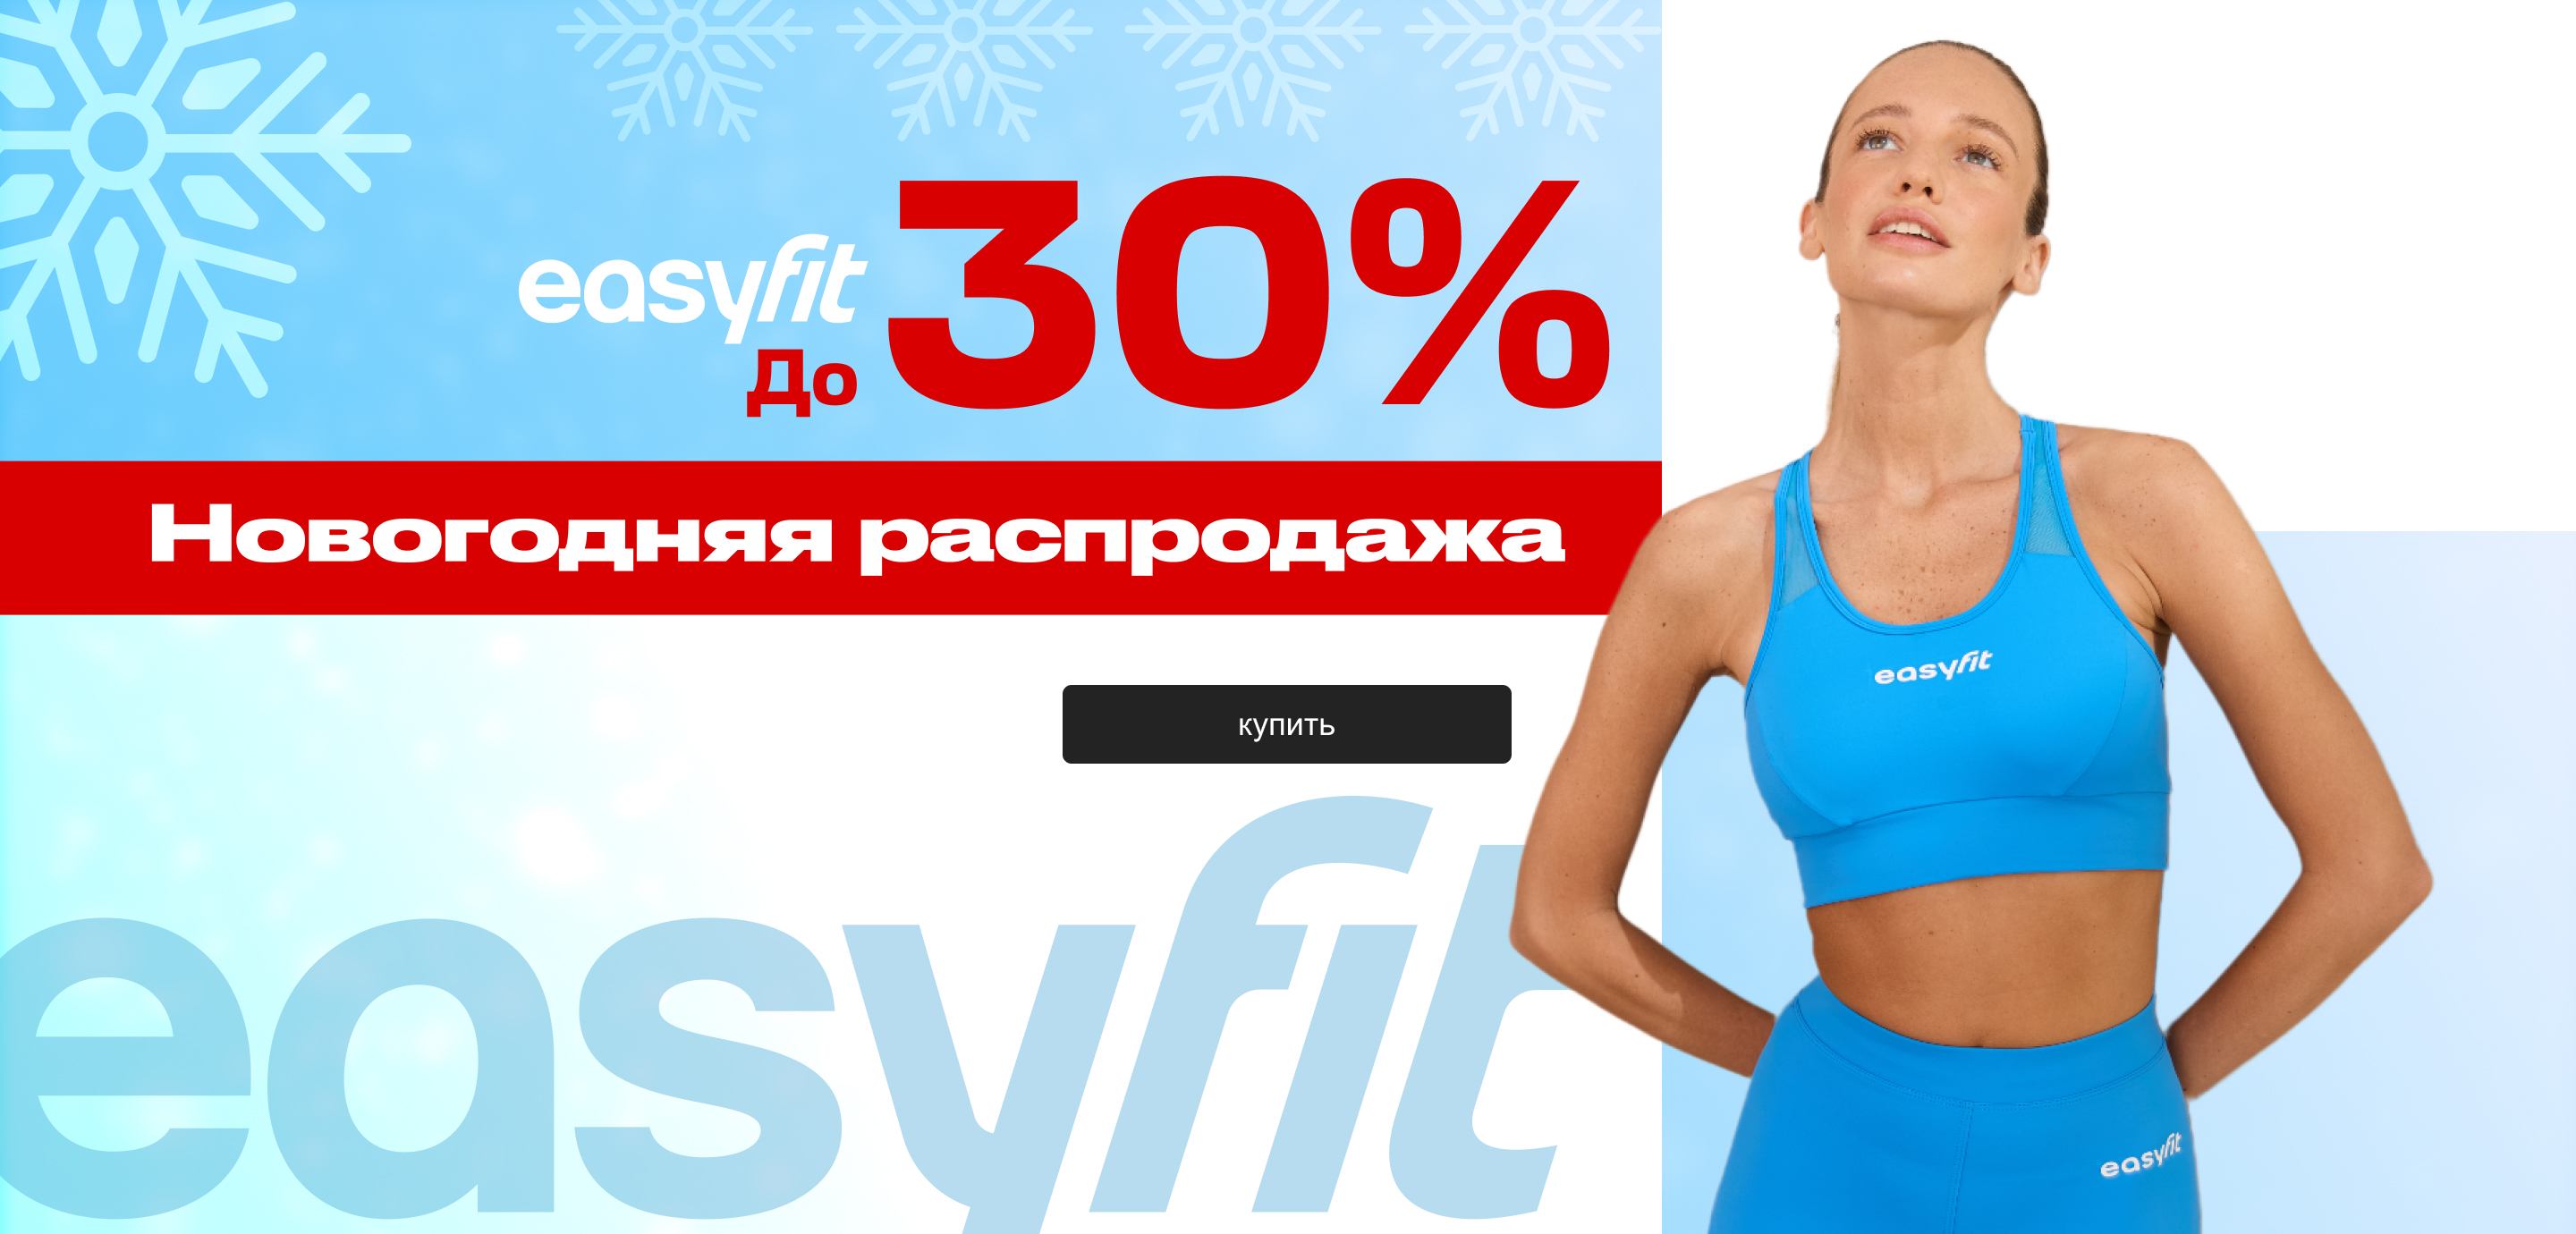 easyfit
До 30%
Новогодняя распродажа
купить
easyfit
easyfit
easyfit